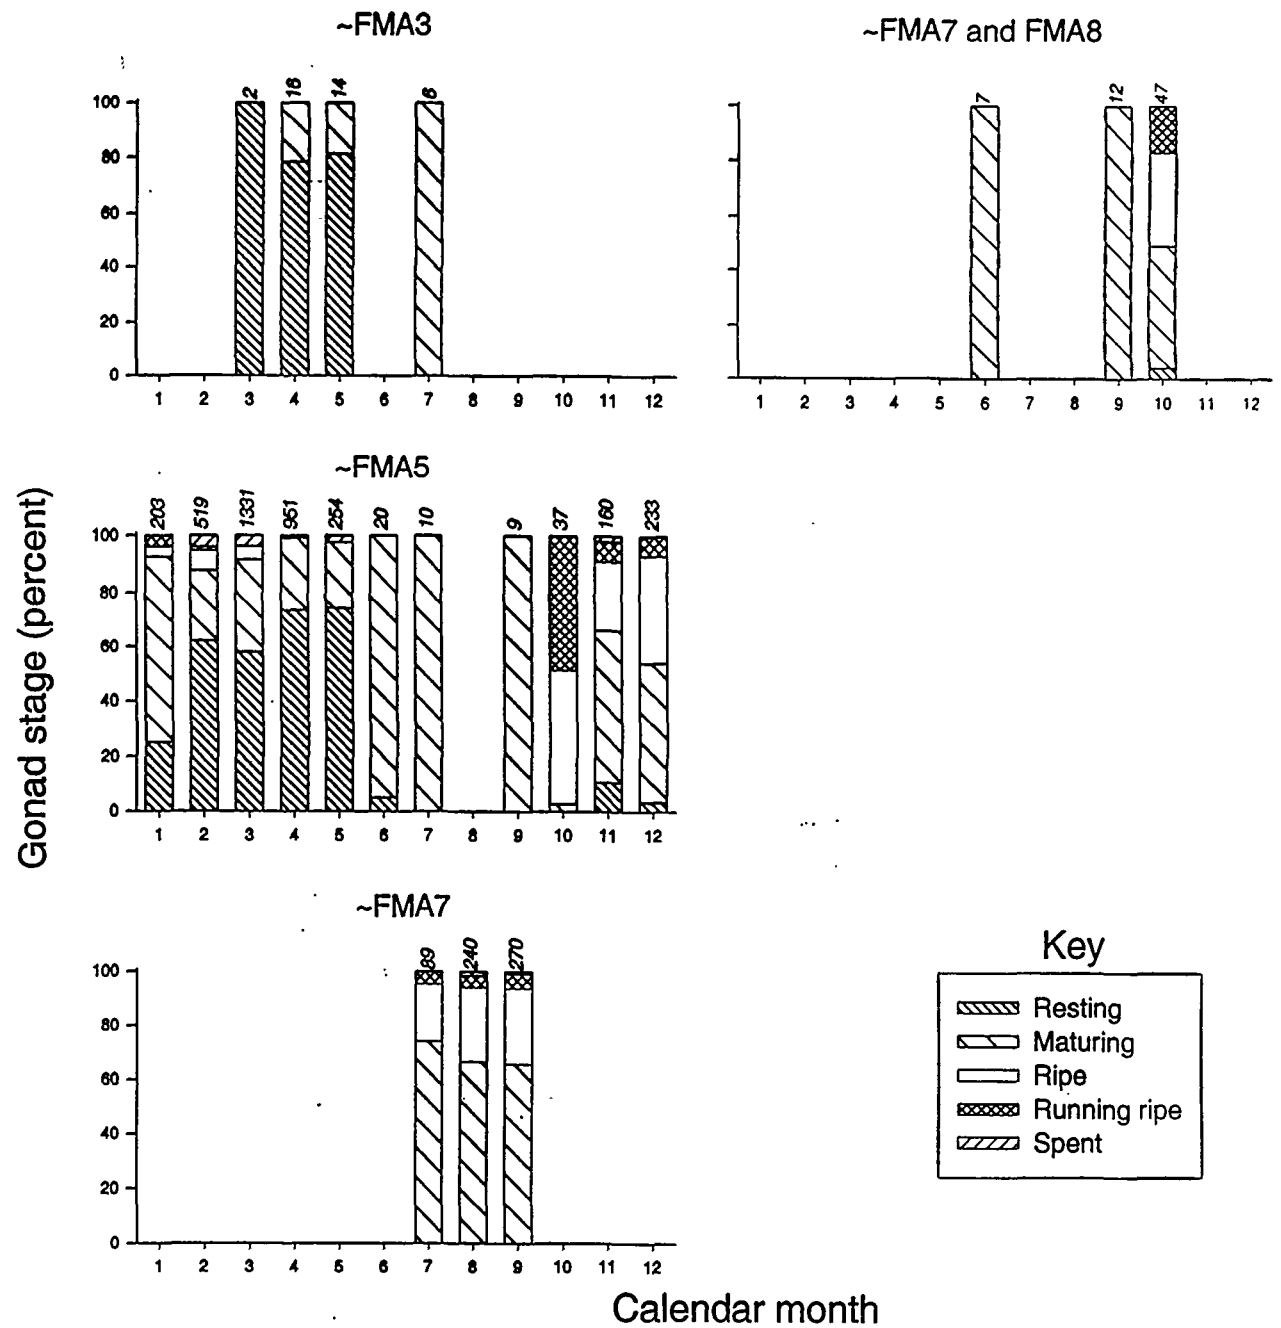 ~FMA3
2 16 14 6
100
80
60
40
20
0
1 2 3 4 5 6 7 8 9 10 11 12
~FMA7 and FMA8
7 12 47
1 2 3 4 5 6 7 8 9 10 11 12
Gonad stage (percent)
~FMA5
203 519 1331 951 254 20 10 9 37 160 233
100
80
60
40
20
0
1 2 3 4 5 6 7 8 9 10 11 12
~FMA7
89 240 270
100
80
60
40
20
0
1 2 3 4 5 6 7 8 9 10 11 12
Calendar month
Key
Resting
Maturing
Ripe
Running ripe
Spent